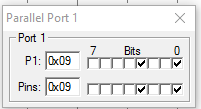 Parallel Port 1
Port 1
P1: 0x09 7 Bits 0
Pins: 0x09